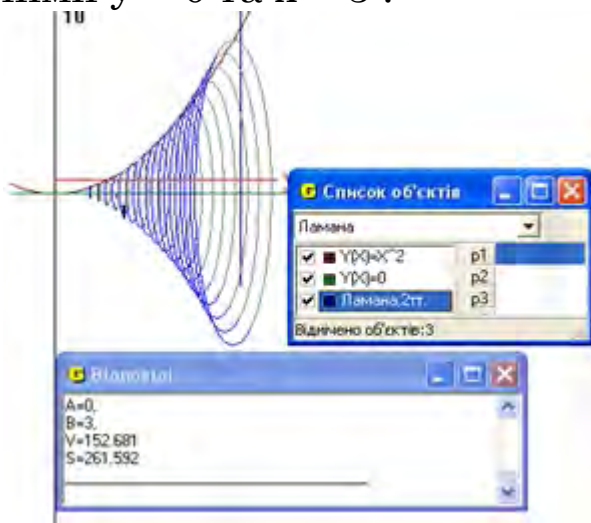 10
Список об'єктів
Ламана
Y(X)=X^2
Y(X)=0
Ламана.2тт.
p1
p2
p3
Відмічено об'єктів:3
A=0,
B=3,
V=152.681
S=261.592